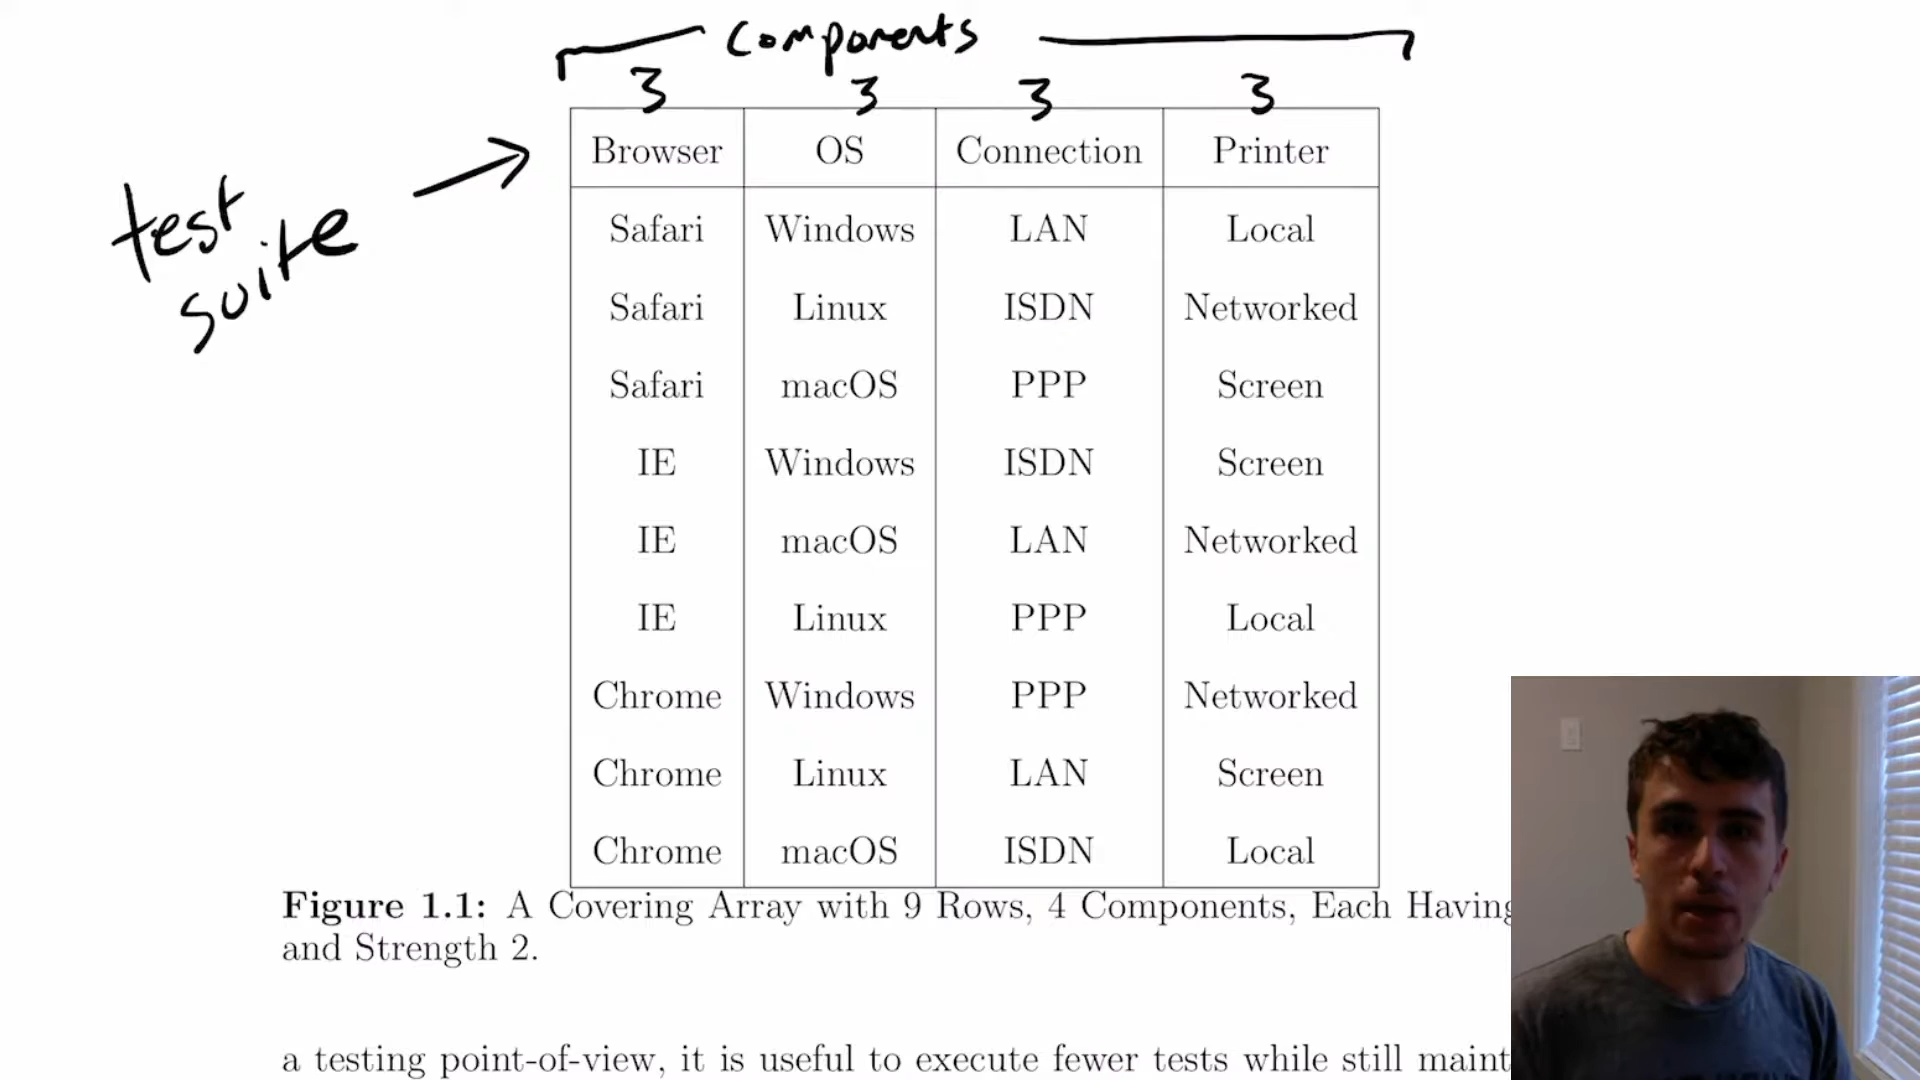 components
3 3 3 3
test
suite
Browser OS Connection Printer
Safari Windows LAN Local
Safari Linux ISDN Networked
Safari macOS PPP Screen
IE Windows ISDN Screen
IE macOS LAN Networked
IE Linux PPP Local
Chrome Windows PPP Networked
Chrome Linux LAN Screen
Chrome macOS ISDN Local
Figure 1.1: A Covering Array with 9 Rows, 4 Components, Each Having
and Strength 2.
a testing point-of-view, it is useful to execute fewer tests while still maint